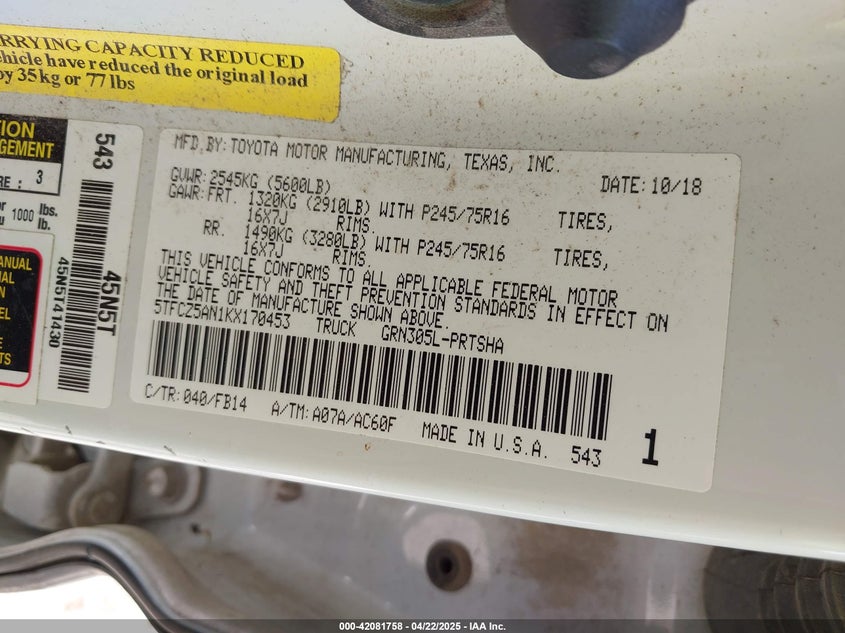 RRYING CAPACITY REDUCED
ehicle have reduced the original load
by 35kg or 77lbs
TION
GEMENT
RE : 3
or 1000 lbs.
lb.
ANUAL
543
45N5T41430
45N5T
MFD.BY:TOYOTA MOTOR MANUFACTURING, TEXAS, INC.
DATE:10/18
GVWR:2545KG (5600LB)
GAWR:FRT. 1320KG (2910LB) WITH P245/75R16 TIRES,
16X7J RIMS.
RR. 1490KG (3280LB) WITH P245/75R16 TIRES,
16X7J RIMS.
THIS VEHICLE CONFORMS TO ALL APPLICABLE FEDERAL MOTOR
VEHICLE SAFETY AND THEFT PREVENTION STANDARDS IN EFFECT ON
THE DATE OF MANUFACTURE SHOWN ABOVE.
5TFCZ5AN1KX170453 TRUCK GRN305L-PRTSHA
C/TR:040/FB14 A/TM:A07A/AC60F MADE IN U.S.A. 543 1
000-42081758 - 04/22/2025 - IAA Inc.